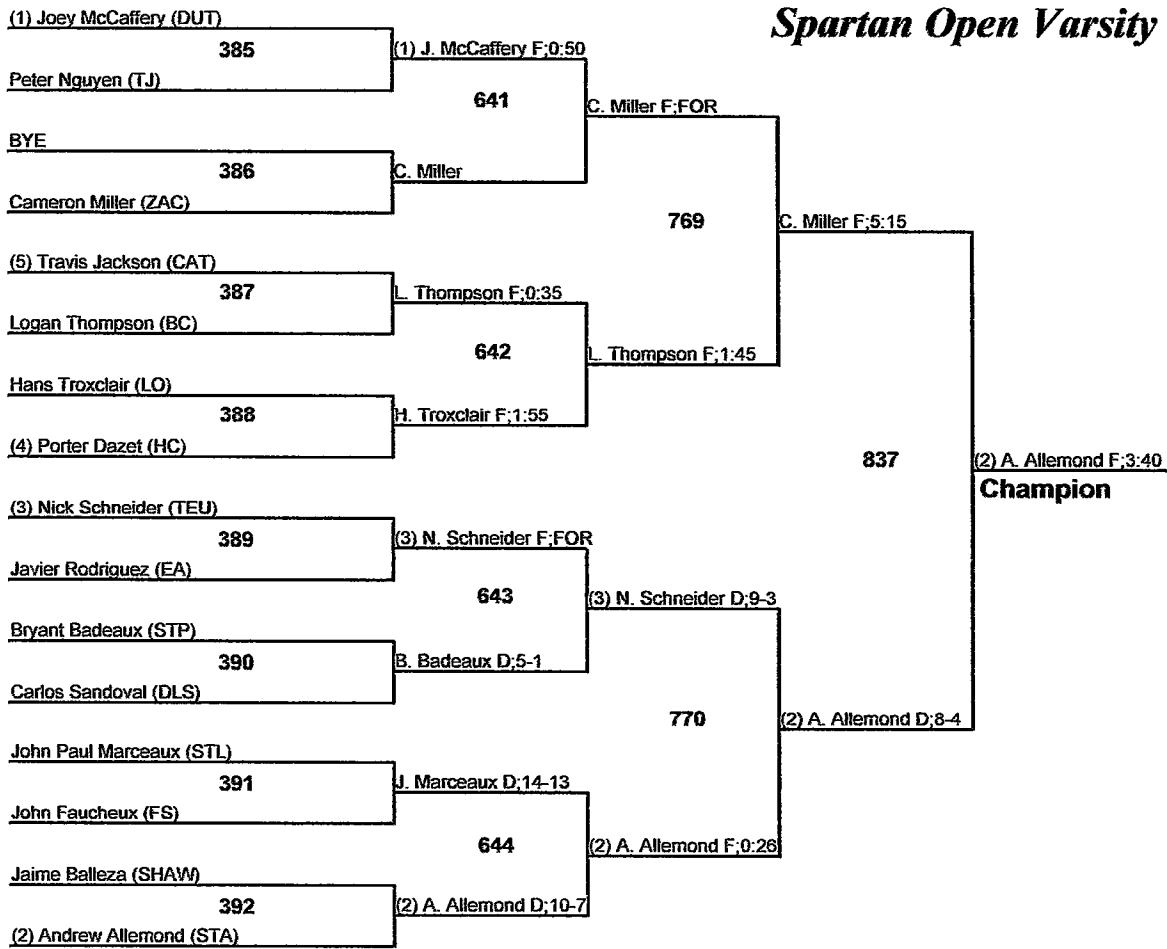 Spartan Open Varsity
(1) Joey McCaffery (DUT)
385
(1) J. McCaffery F;0:50
Peter Nguyen (TJ)
641
C. Miller F;FOR
BYE
386
C. Miller
Cameron Miller (ZAC)
769
C. Miller F;5:15
(5) Travis Jackson (CAT)
387
L. Thompson F;0:35
Logan Thompson (BC)
642
L. Thompson F;1:45
Hans Troxclair (LO)
388
H. Troxclair F;1:55
(4) Porter Dazet (HC)
837
(2) A. Allemond F;3:40
Champion
(3) Nick Schneider (TEU)
389
(3) N. Schneider F;FOR
Javier Rodriguez (EA)
643
(3) N. Schneider D;9-3
Bryant Badeaux (STP)
390
B. Badeaux D;5-1
Carlos Sandoval (DLS)
770
(2) A. Allemond D;8-4
John Paul Marceaux (STL)
391
J. Marceaux D;14-13
John Faucheux (FS)
644
(2) A. Allemond F;0:26
Jaime Balleza (SHAW)
392
(2) A. Allemond D;10-7
(2) Andrew Allemond (STA)